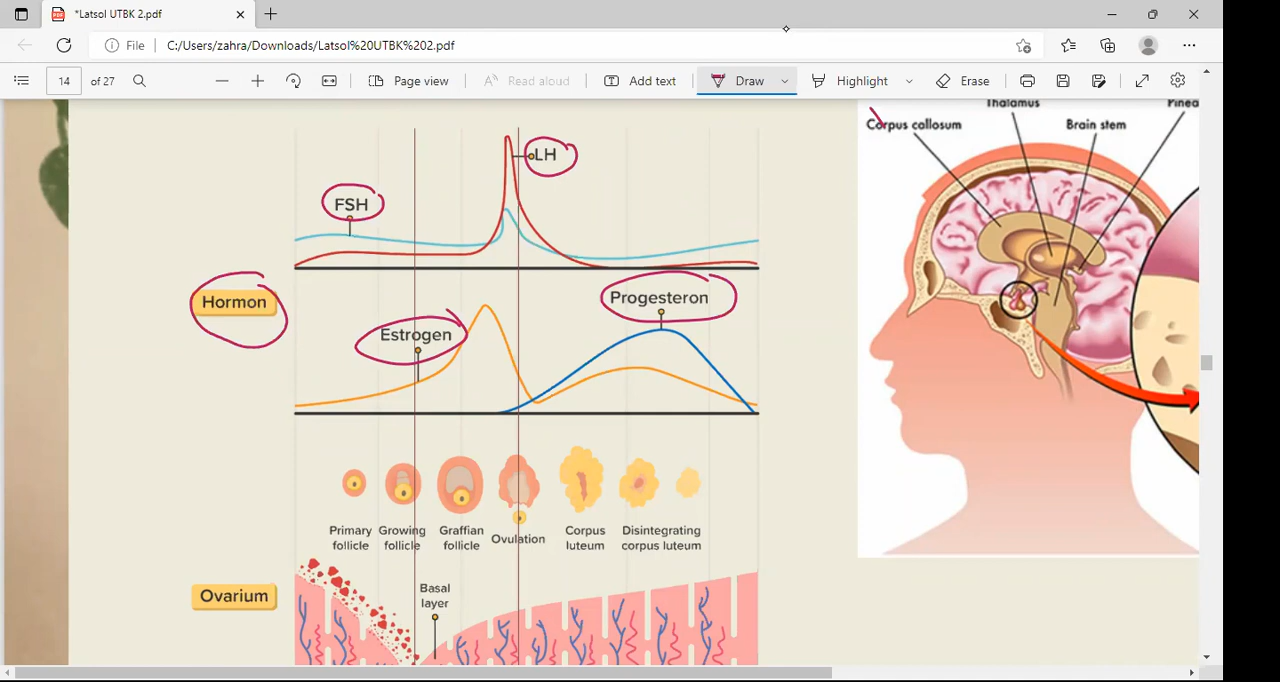 *Latsol UTBK 2.pdf
File
C:/Users/zahra/Downloads/Latsol%20UTBK%202.pdf
14
of 27
Page view
Read aloud
Add text
Draw
Highlight
Erase
LH
FSH
Hormon
Estrogen
Progesteron
Primary
follicle
Growing
follicle
Graffian
follicle
Ovulation
Corpus
luteum
Disintegrating
corpus luteum
Ovarium
Basal
layer
Thalamus
Corpus callosum
Brain stem